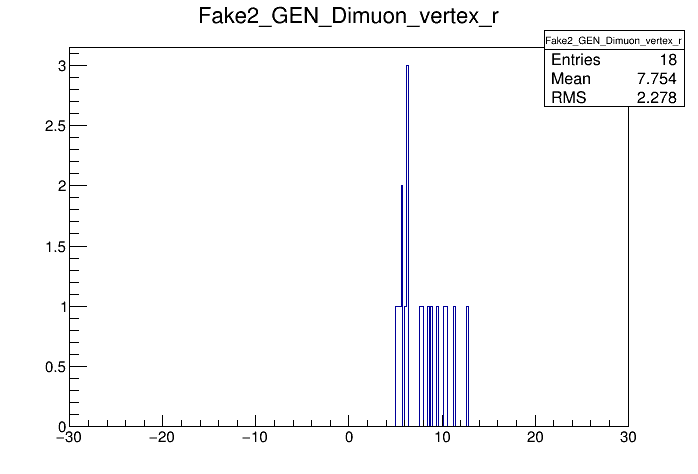 Fake2_GEN_Dimuon_vertex_r
Fake2_GEN_Dimuon_vertex_r
Entries 18
Mean 7.754
RMS 2.278
3
2.5
2
1.5
1
0.5
0
−30 −20 −10 0 10 20 30